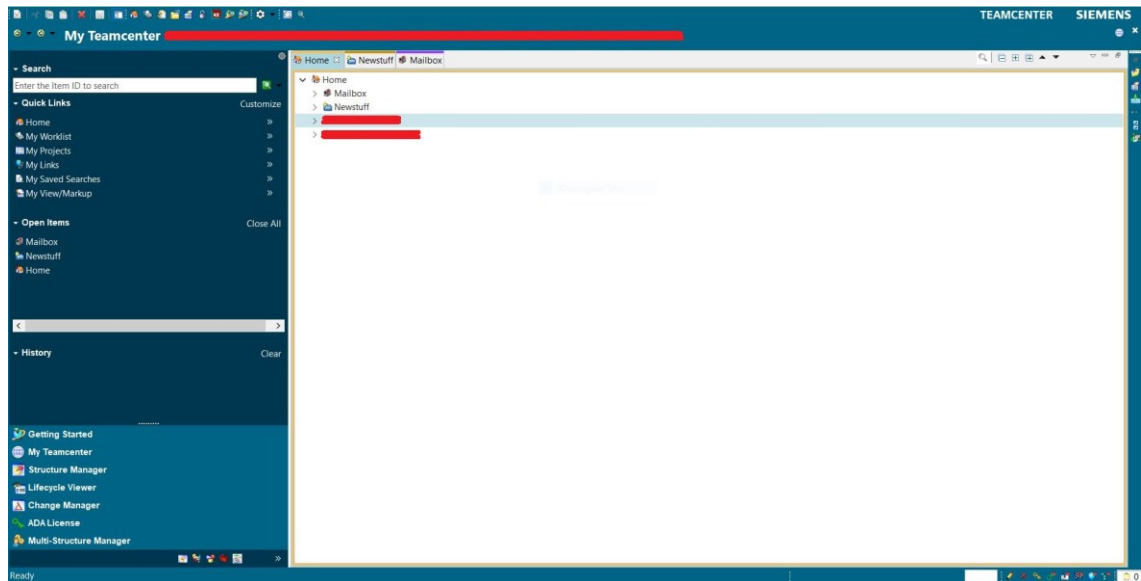 TEAMCENTER SIEMENS
My Teamcenter
Search
Enter the Item ID to search
Quick Links Customize
Home
My Worklist
My Projects
My Links
My Saved Searches
My View/Markup
Open Items Close All
Mailbox
Newstuff
Home
History Clear
Getting Started
My Teamcenter
Structure Manager
Lifecycle Viewer
Change Manager
ADA License
Multi-Structure Manager
Home Newstuff Mailbox
Home
Mailbox
Newstuff
Ready 0